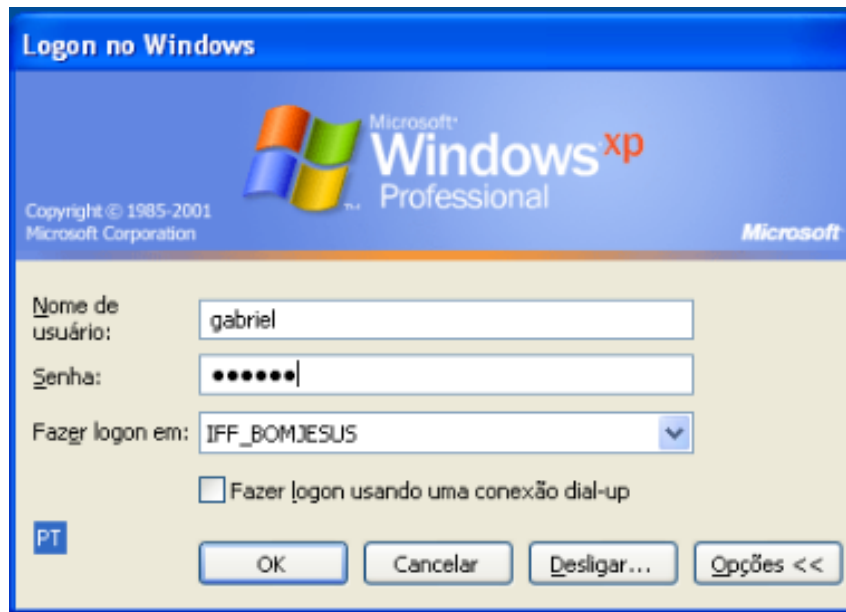 Logon no Windows
Microsoft
Windows xp
Professional
Copyright © 1985-2001
Microsoft Corporation
Microsoft
Nome de
usuário:
gabriel
Senha:
••••••
Fazer logon em:
IFF_BOMJESUS
Fazer logon usando uma conexão dial-up
PT
OK
Cancelar
Desligar...
Opções <<